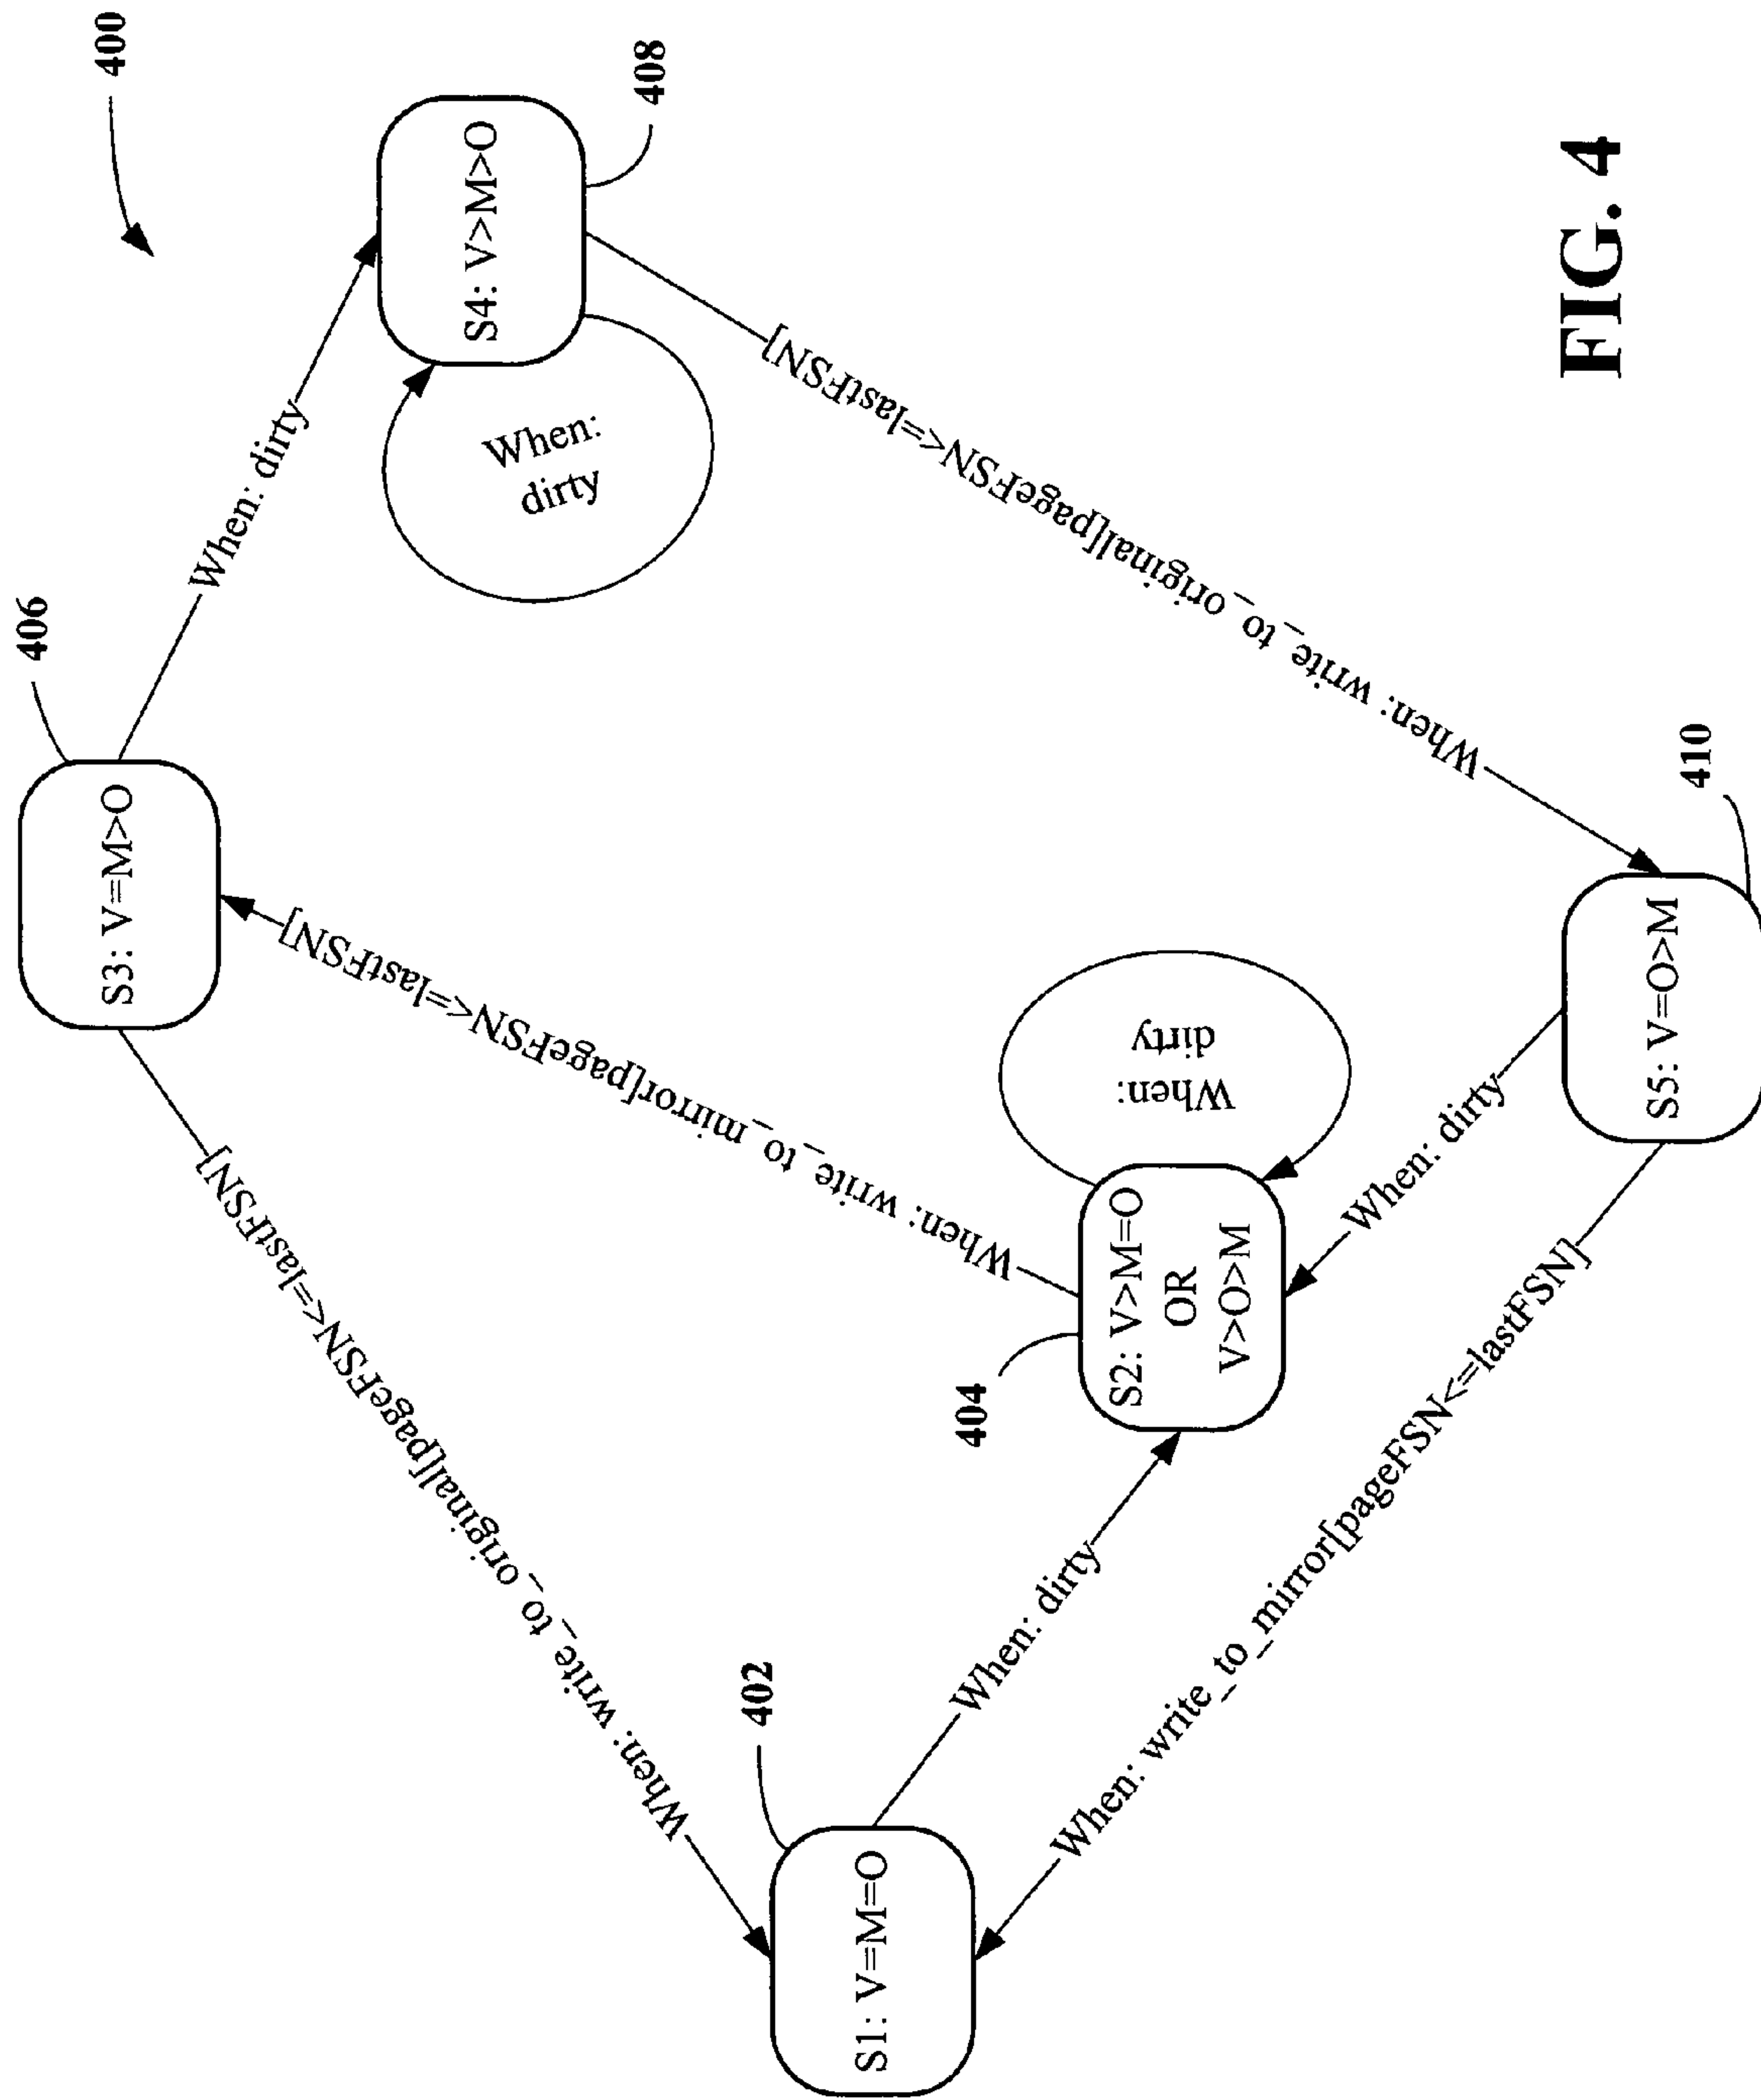 400
406
S3: V=M>O
When: dirty
408
S4: V>M>O
When:
dirty
When: write_to_original[pageFSN<=lastFSN]
When: write_to_mirror[pageFSN<=lastFSN]
402
S1: V=M=O
When: dirty
404
S2: V>M=O
OR
V>O>M
When:
dirty
When: write_to_original[pageFSN<=lastFSN]
When: dirty
When: write_to_mirror[pageFSN<=lastFSN]
410
S5: V=O>M
FIG. 4